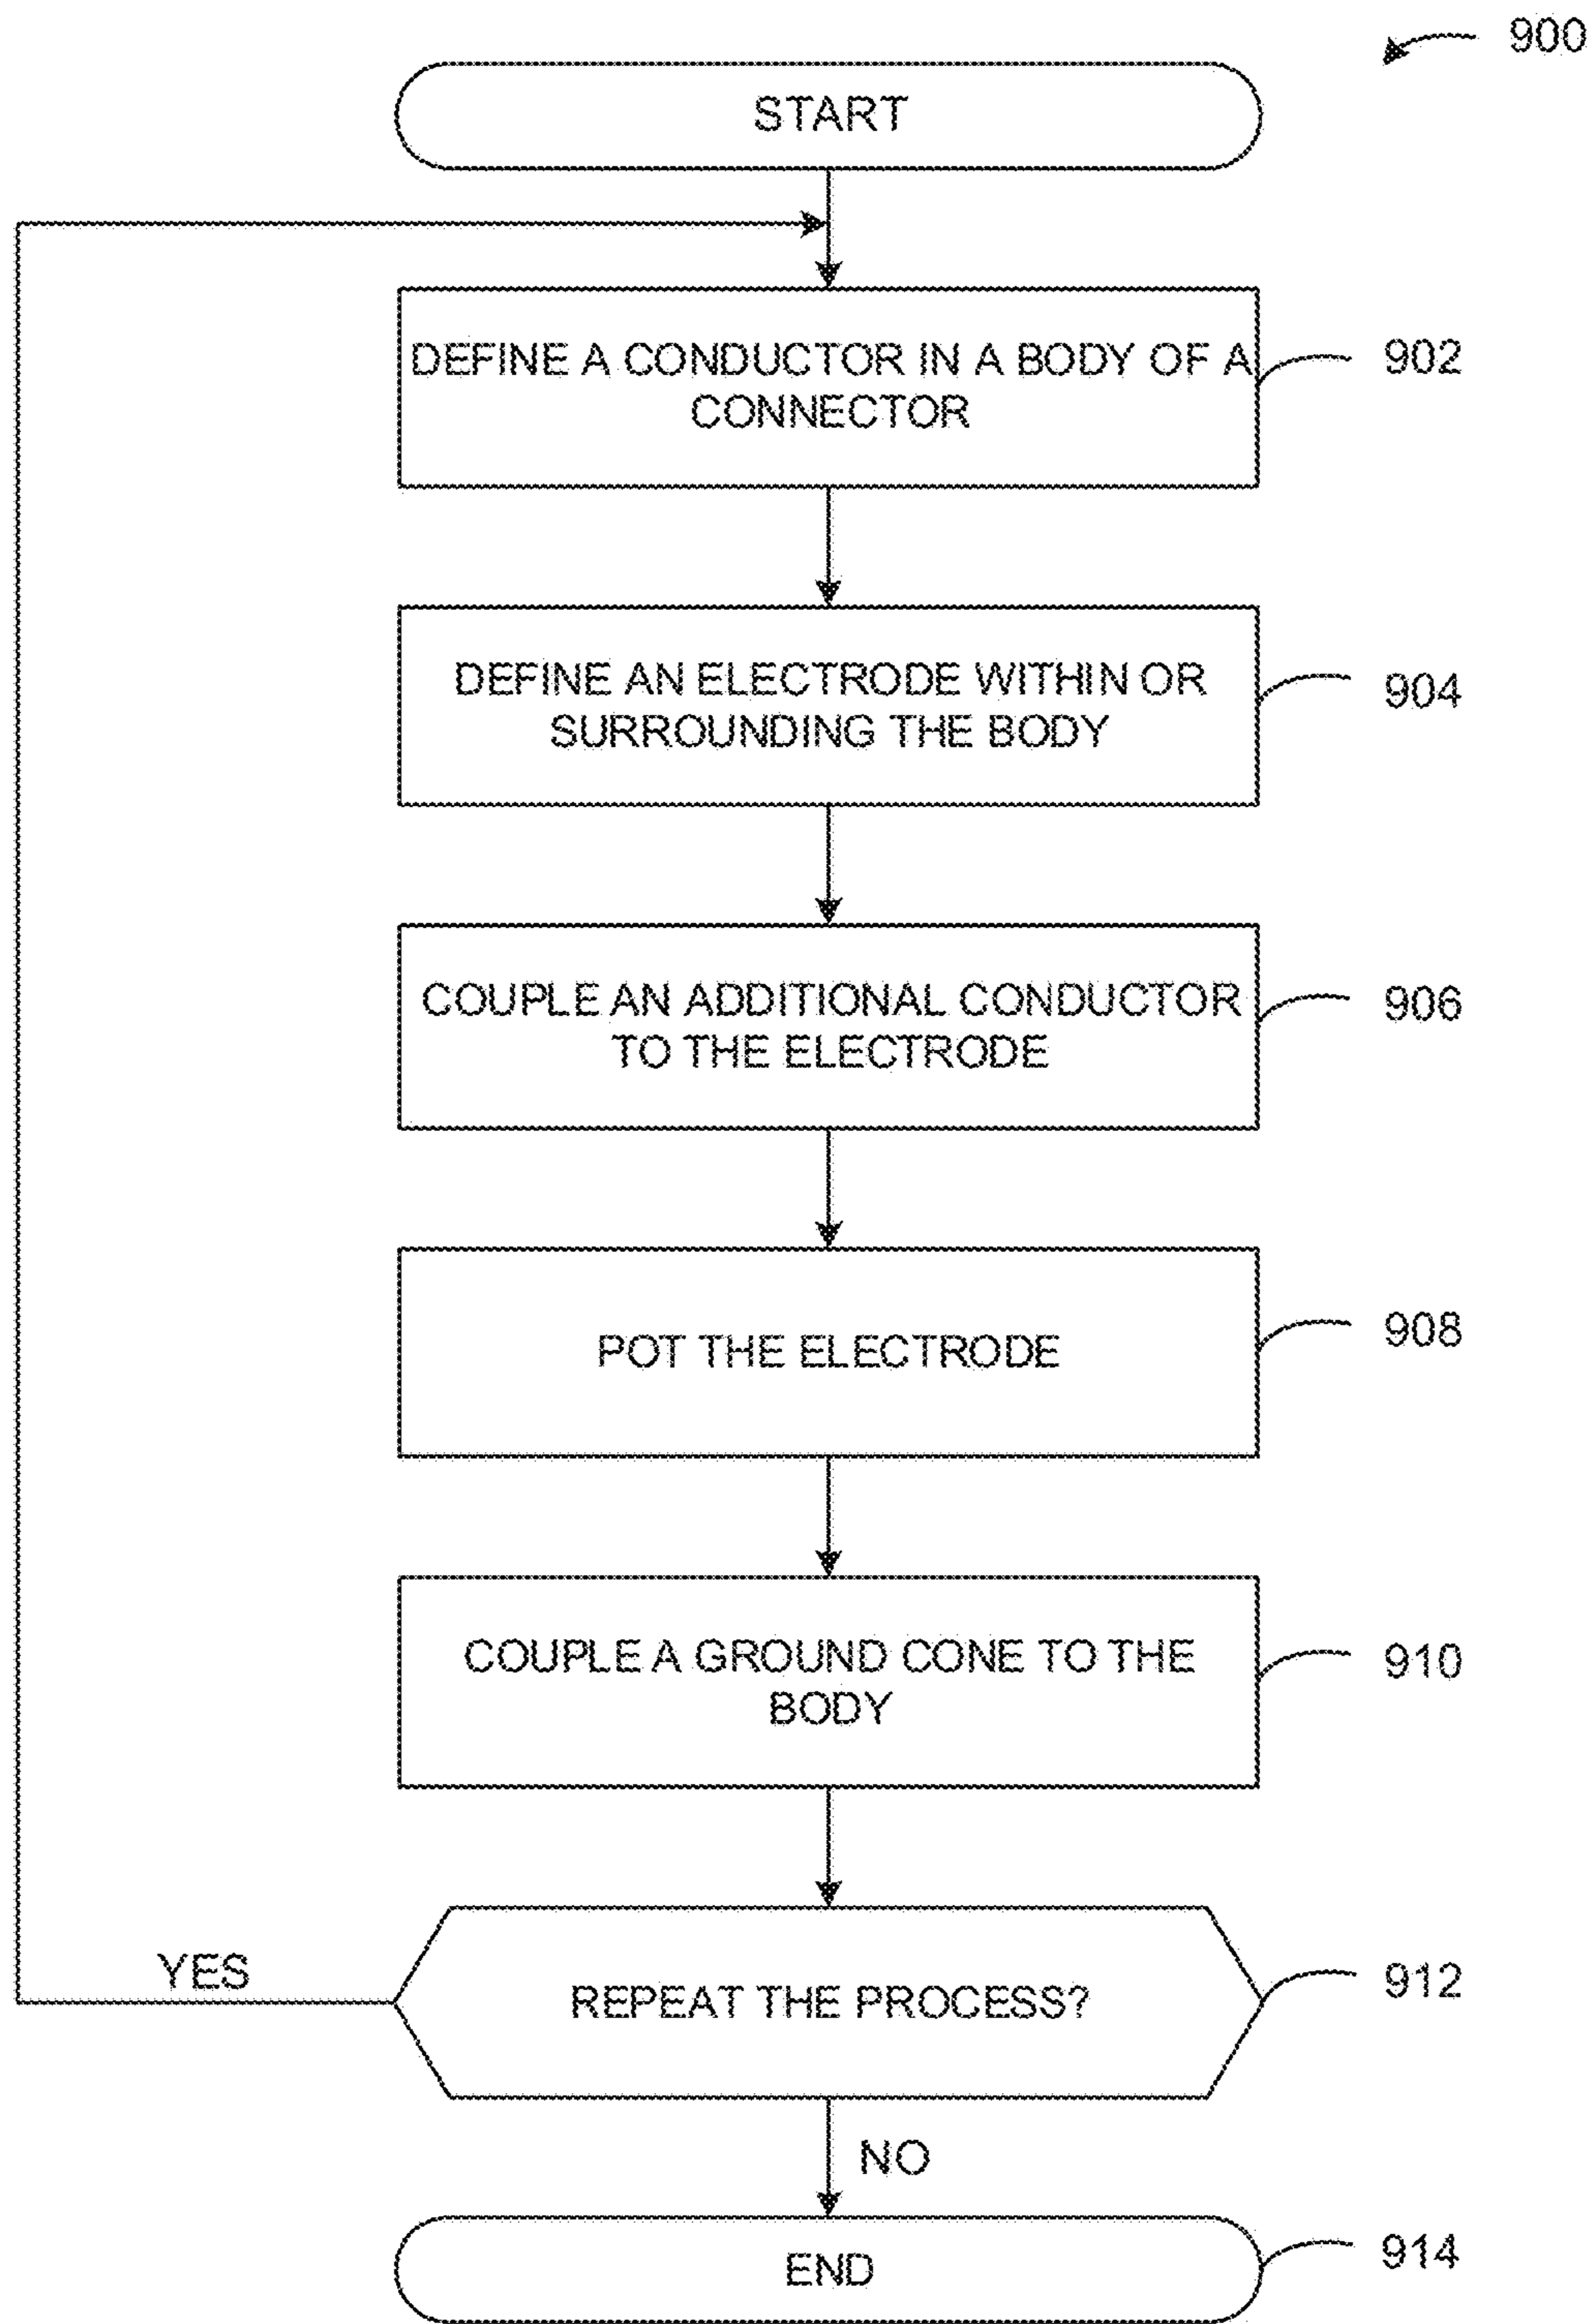 900
START
DEFINE A CONDUCTOR IN A BODY OF A
CONNECTOR
902
DEFINE AN ELECTRODE WITHIN OR
SURROUNDING THE BODY
904
COUPLE AN ADDITIONAL CONDUCTOR
TO THE ELECTRODE
906
POT THE ELECTRODE
908
COUPLE A GROUND CONE TO THE
BODY
910
YES
REPEAT THE PROCESS?
912
NO
END
914